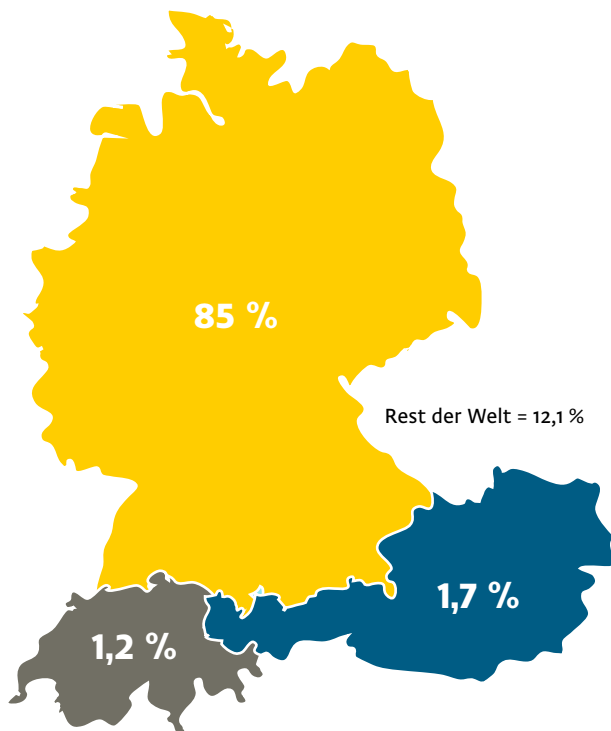 85 %
Rest der Welt = 12,1 %
1,7 %
1,2 %